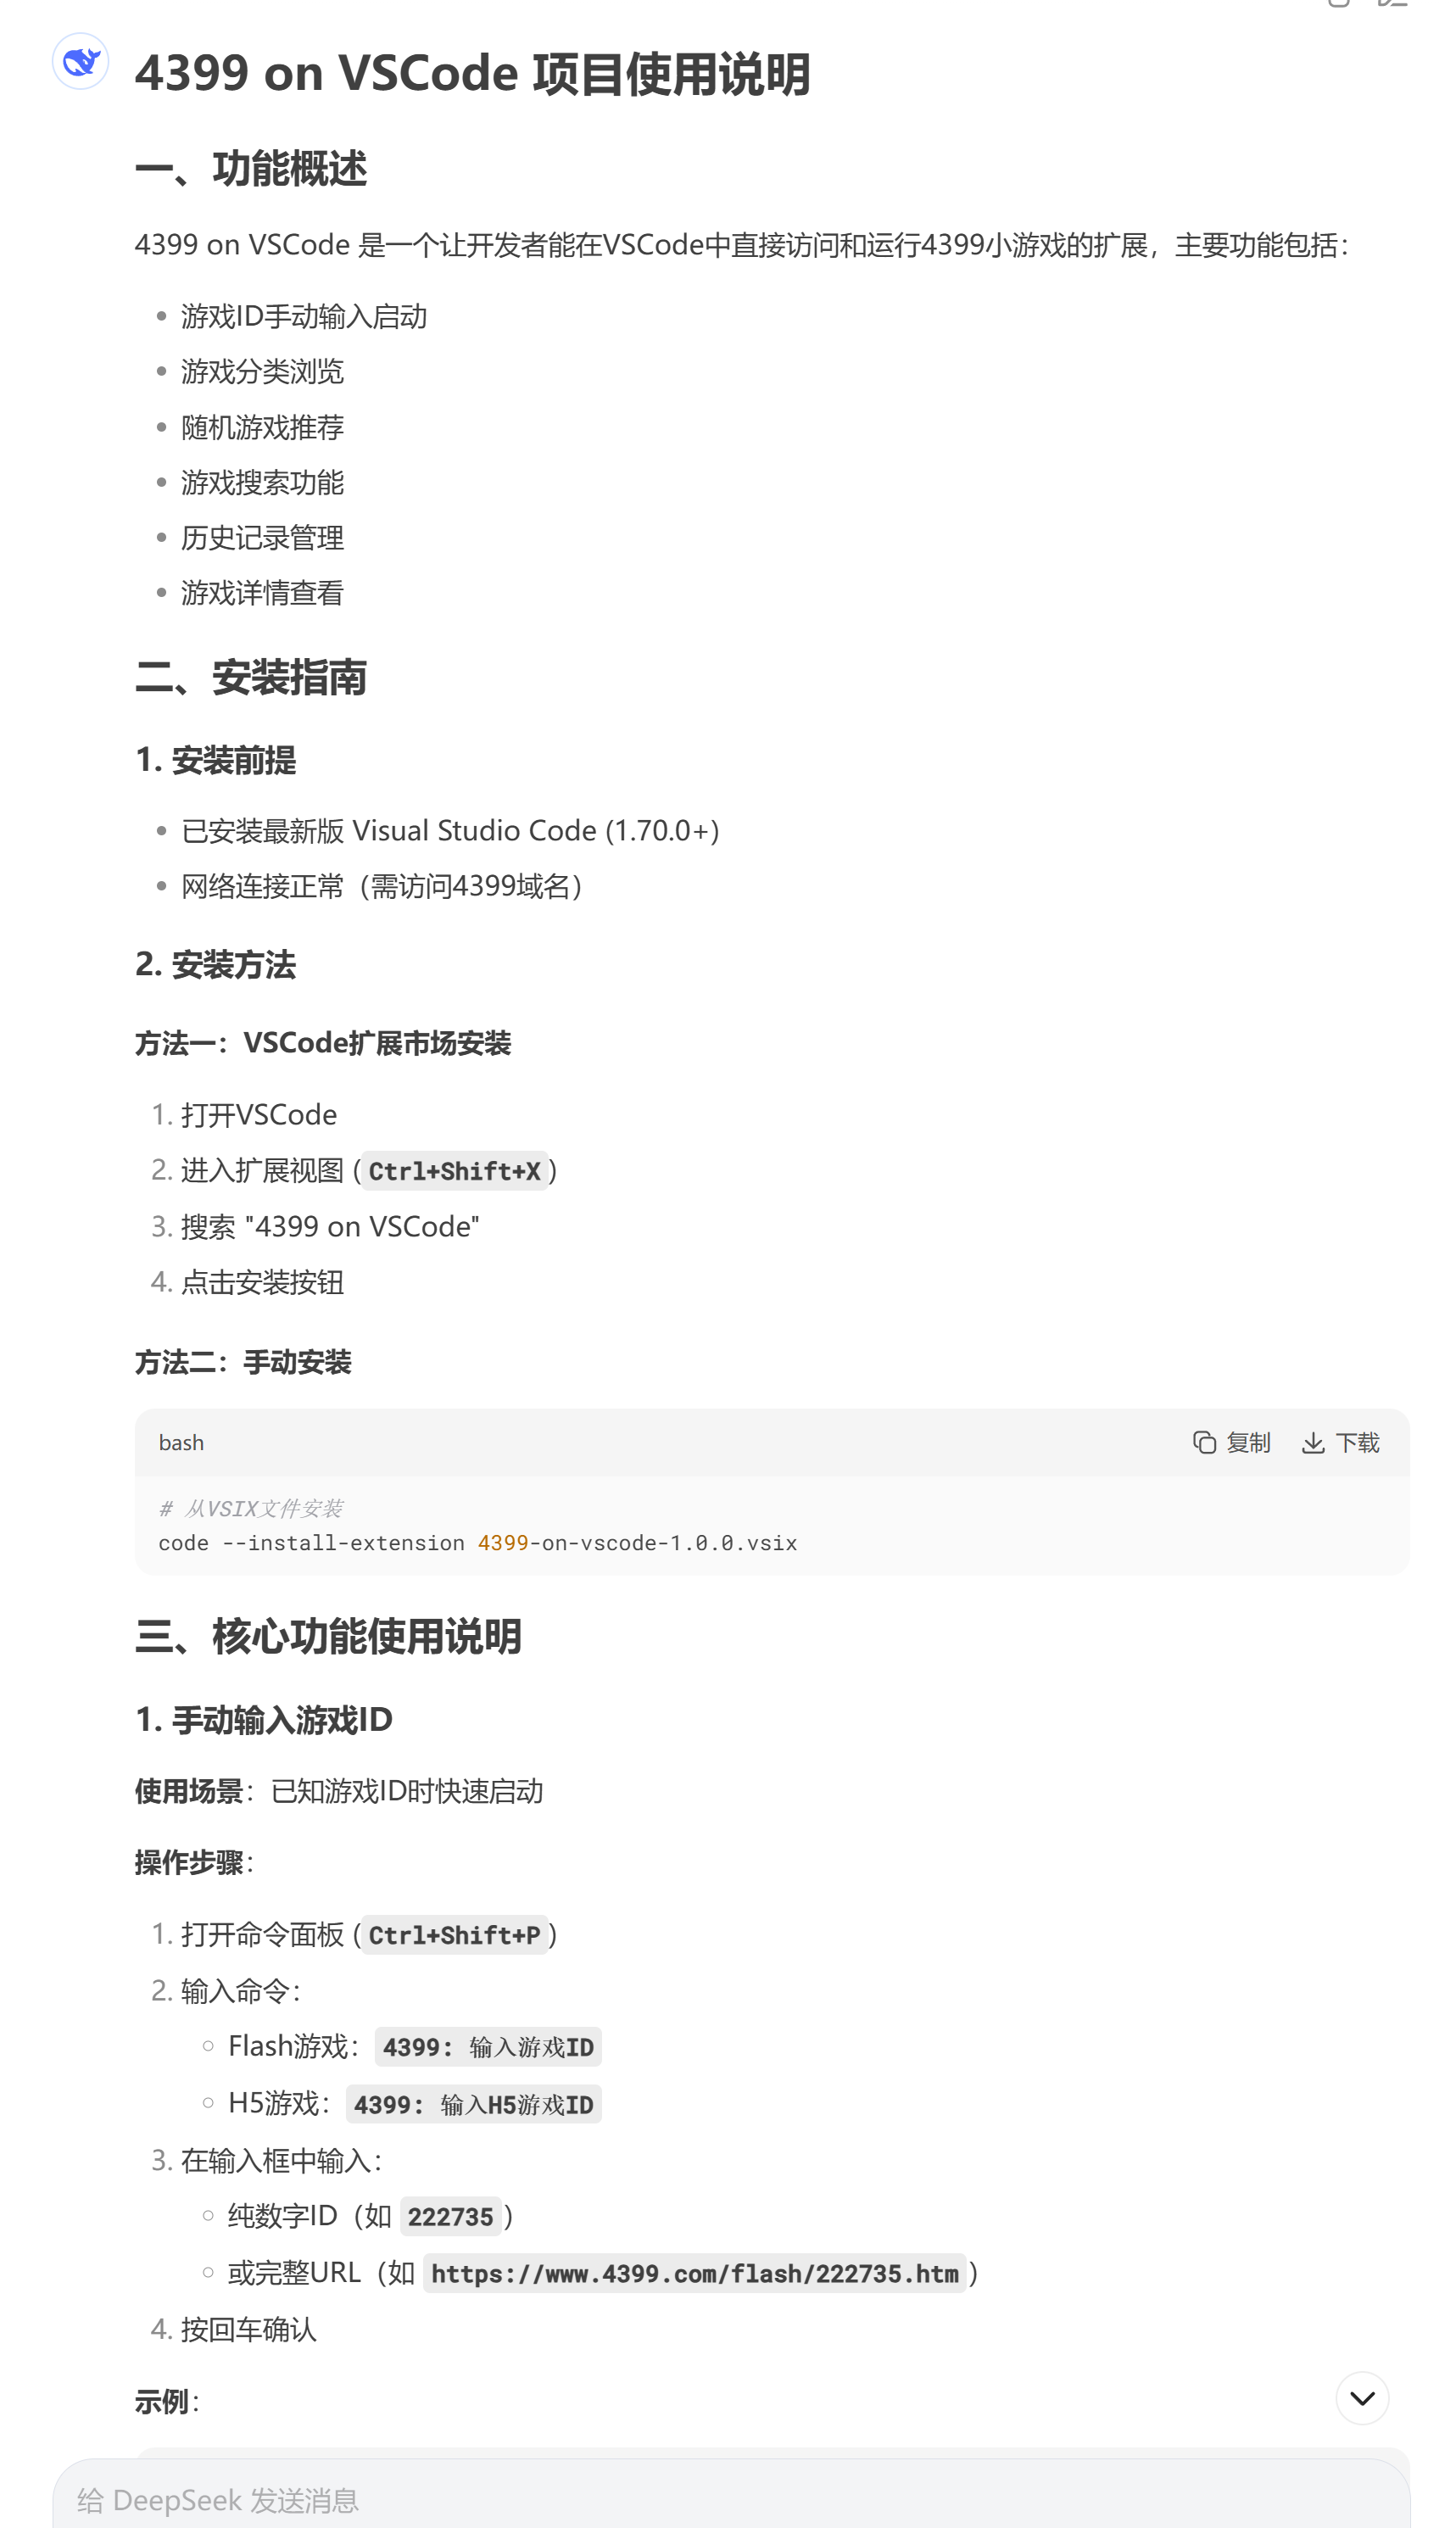 4399 on VSCode 项目使用说明
一、功能概述
4399 on VSCode 是一个让开发者能在VSCode中直接访问和运行4399小游戏的扩展，主要功能包括：
• 游戏ID手动输入启动
• 游戏分类浏览
• 随机游戏推荐
• 游戏搜索功能
• 历史记录管理
• 游戏详情查看
二、安装指南
1. 安装前提
• 已安装最新版 Visual Studio Code (1.70.0+)
• 网络连接正常（需访问4399域名）
2. 安装方法
方法一：VSCode扩展市场安装
1. 打开VSCode
2. 进入扩展视图 (Ctrl+Shift+X)
3. 搜索 "4399 on VSCode"
4. 点击安装按钮
方法二：手动安装
bash 复制 下载
# 从VSIX文件安装
code --install-extension 4399-on-vscode-1.0.0.vsix
三、核心功能使用说明
1. 手动输入游戏ID
使用场景：已知游戏ID时快速启动
操作步骤：
1. 打开命令面板 (Ctrl+Shift+P)
2. 输入命令：
○ Flash游戏：4399: 输入游戏ID
○ H5游戏：4399: 输入H5游戏ID
3. 在输入框中输入：
○ 纯数字ID（如 222735）
○ 或完整URL（如 https://www.4399.com/flash/222735.htm）
4. 按回车确认
示例：
给 DeepSeek 发送消息